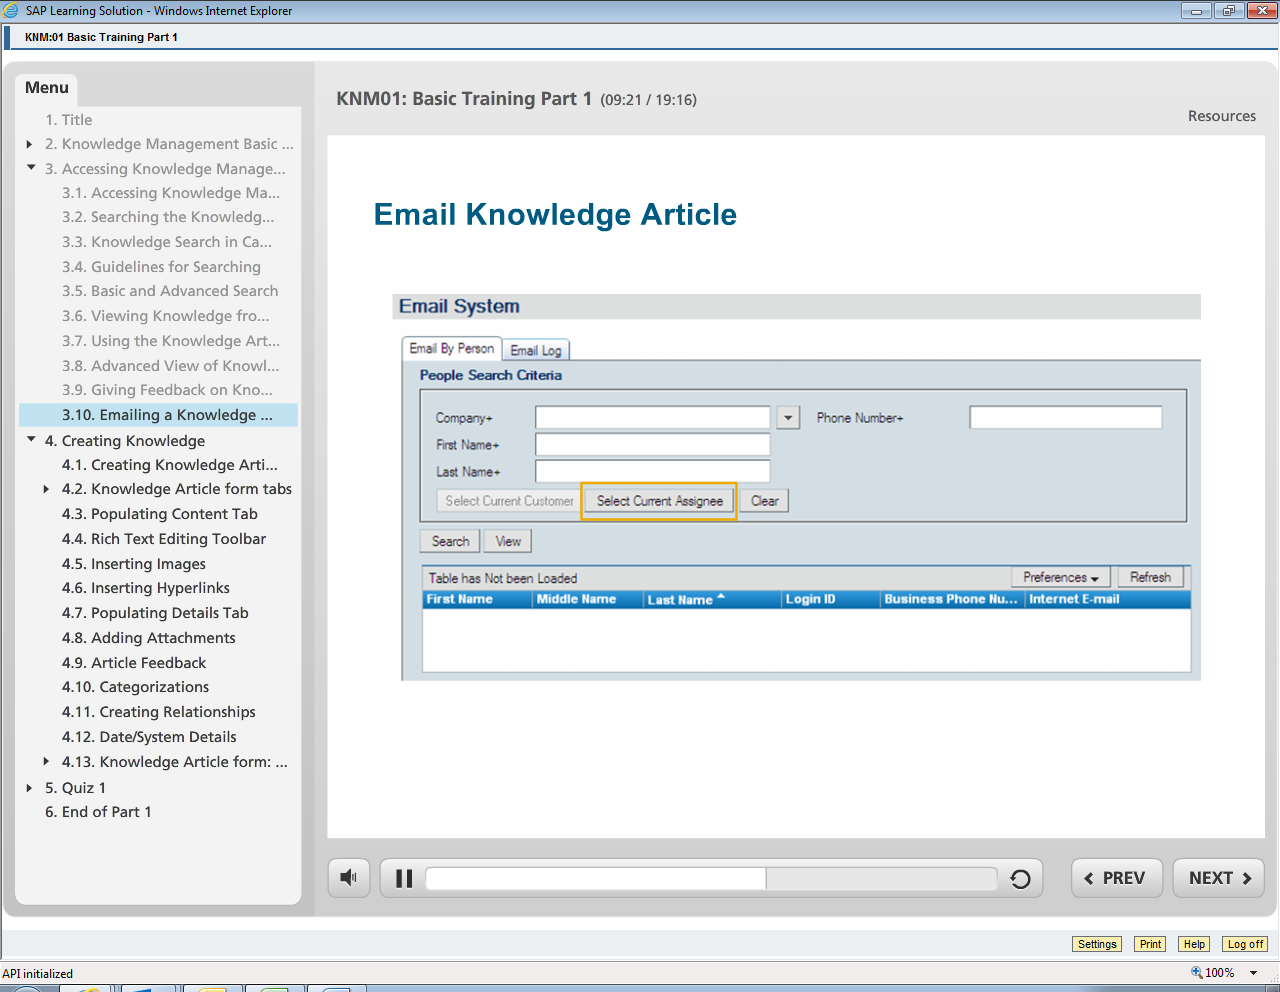 SAP Learning Solution - Windows Internet Explorer
KNM:01 Basic Training Part 1
Menu
1. Title
2. Knowledge Management Basic ...
3. Accessing Knowledge Manage...
3.1. Accessing Knowledge Ma...
3.2. Searching the Knowledg...
3.3. Knowledge Search in Ca...
3.4. Guidelines for Searching
3.5. Basic and Advanced Search
3.6. Viewing Knowledge fro...
3.7. Using the Knowledge Art...
3.8. Advanced View of Knowl...
3.9. Giving Feedback on Kno...
3.10. Emailing a Knowledge ...
4. Creating Knowledge
4.1. Creating Knowledge Arti...
4.2. Knowledge Article form tabs
4.3. Populating Content Tab
4.4. Rich Text Editing Toolbar
4.5. Inserting Images
4.6. Inserting Hyperlinks
4.7. Populating Details Tab
4.8. Adding Attachments
4.9. Article Feedback
4.10. Categorizations
4.11. Creating Relationships
4.12. Date/System Details
4.13. Knowledge Article form: ...
5. Quiz 1
6. End of Part 1
KNM01: Basic Training Part 1 (09:21 / 19:16)
Resources
Email Knowledge Article
Email System
Email By Person Email Log
People Search Criteria
Company+ Phone Number+
First Name+
Last Name+
Select Current Customer Select Current Assignee Clear
Search View
Table has Not been Loaded Preferences Refresh
First Name Middle Name Last Name Login ID Business Phone Nu... Internet E-mail
PREV NEXT
Settings Print Help Log off
API initialized 100%